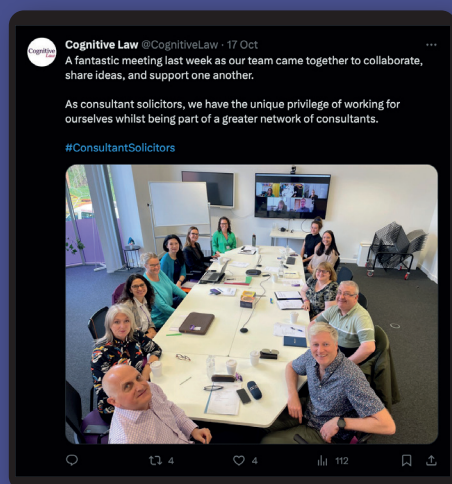 Cognitive
Law
Cognitive Law @CognitiveLaw · 17 Oct
A fantastic meeting last week as our team came together to collaborate,
share ideas, and support one another.
As consultant solicitors, we have the unique privilege of working for
ourselves whilst being part of a greater network of consultants.
#ConsultantSolicitors
4
4
112